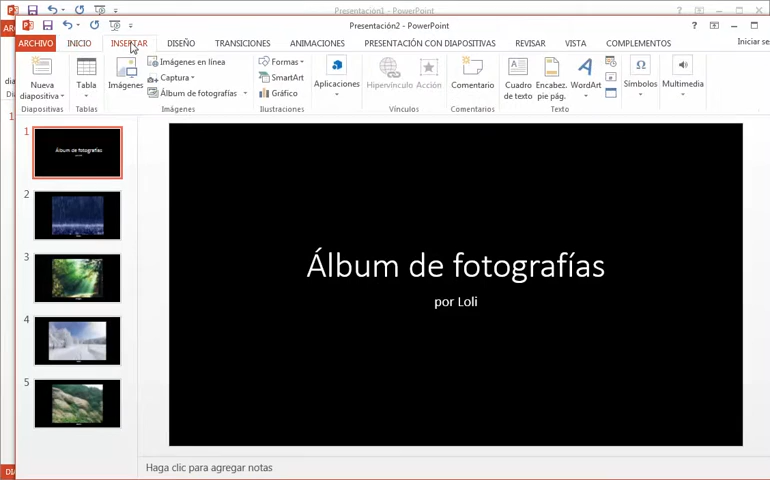 Presentación1 - PowerPoint
Presentación2 - PowerPoint
ARCHIVO INICIO INSERTAR DISEÑO TRANSICIONES ANIMACIONES PRESENTACIÓN CON DIAPOSITIVAS REVISAR VISTA COMPLEMENTOS Iniciar se
Nueva diapositiva
Diapositivas
Tabla
Tablas
Imágenes
Imágenes en línea
Captura
Álbum de fotografías
Imágenes
Formas
SmartArt
Gráfico
Ilustraciones
Aplicaciones
Hipervínculo Acción
Vínculos
Comentario
Comentarios
Cuadro de texto
Encabez. pie pág.
WordArt
Texto
Símbolos
Multimedia
1
2
3
4
5
Álbum de fotografías
Álbum de fotografías
por Loli
Haga clic para agregar notas